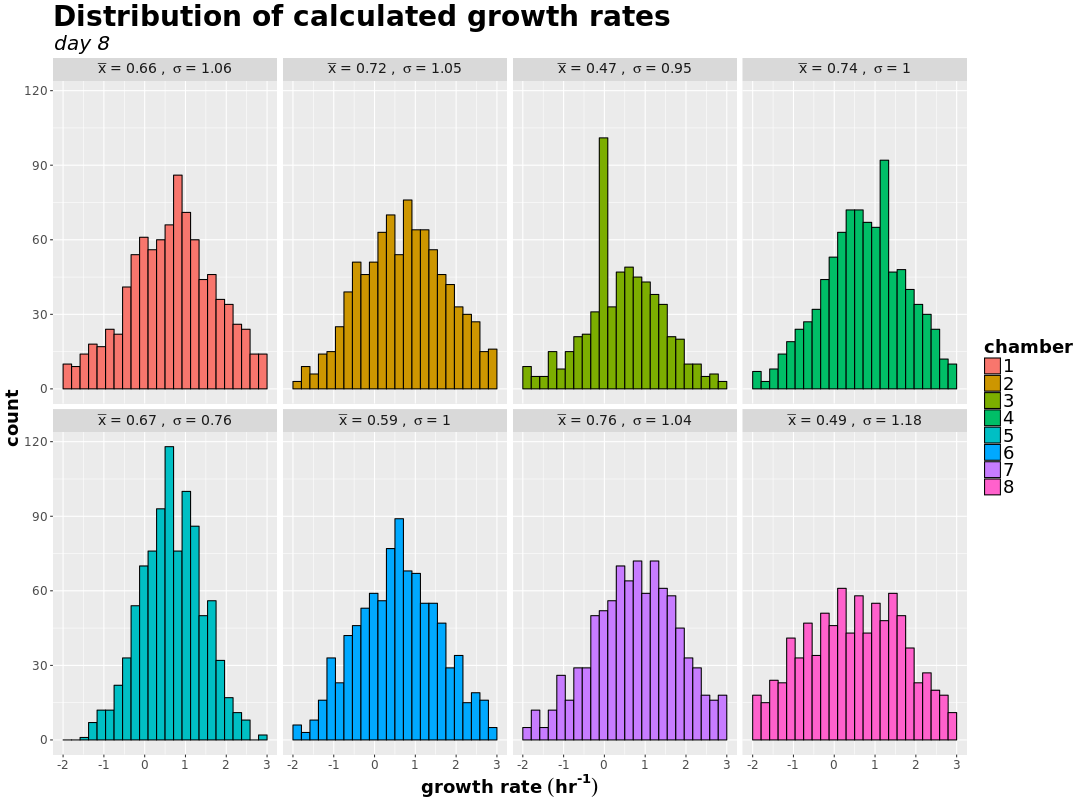 Distribution of calculated growth rates
day 8
x̅ = 0.66 , σ = 1.06
x̅ = 0.72 , σ = 1.05
x̅ = 0.47 , σ = 0.95
x̅ = 0.74 , σ = 1
120
90
60
30
0
x̅ = 0.67 , σ = 0.76
x̅ = 0.59 , σ = 1
x̅ = 0.76 , σ = 1.04
x̅ = 0.49 , σ = 1.18
120
90
60
30
0
-2 -1 0 1 2 3
-2 -1 0 1 2 3
-2 -1 0 1 2 3
-2 -1 0 1 2 3
count
growth rate (hr⁻¹)
chamber
1
2
3
4
5
6
7
8